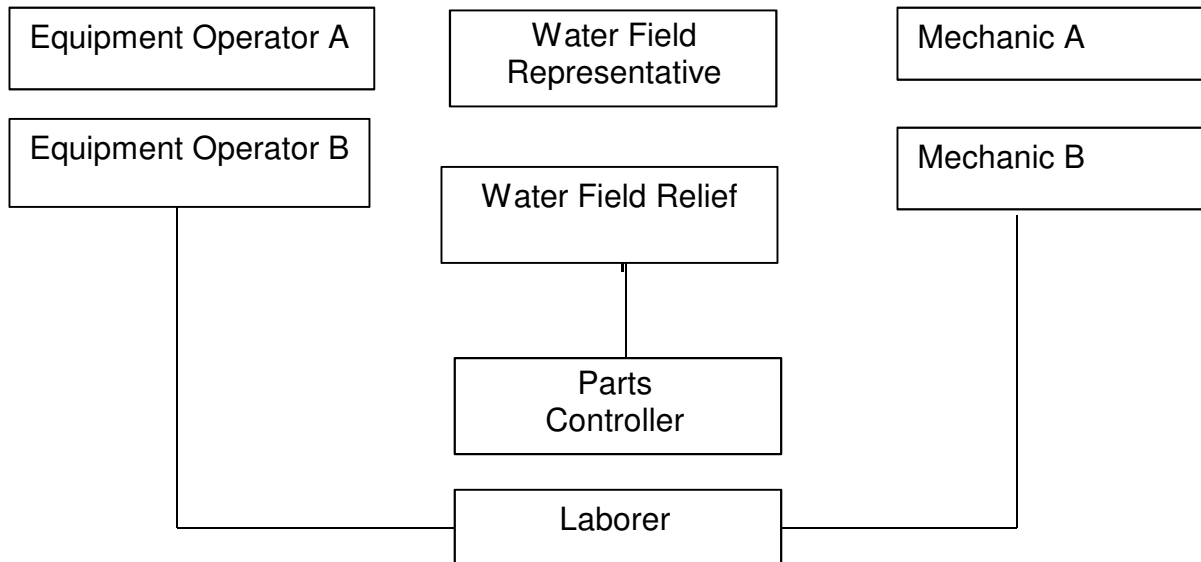 Equipment Operator A
Water Field
Representative
Mechanic A
Equipment Operator B
Mechanic B
Water Field Relief
Parts
Controller
Laborer